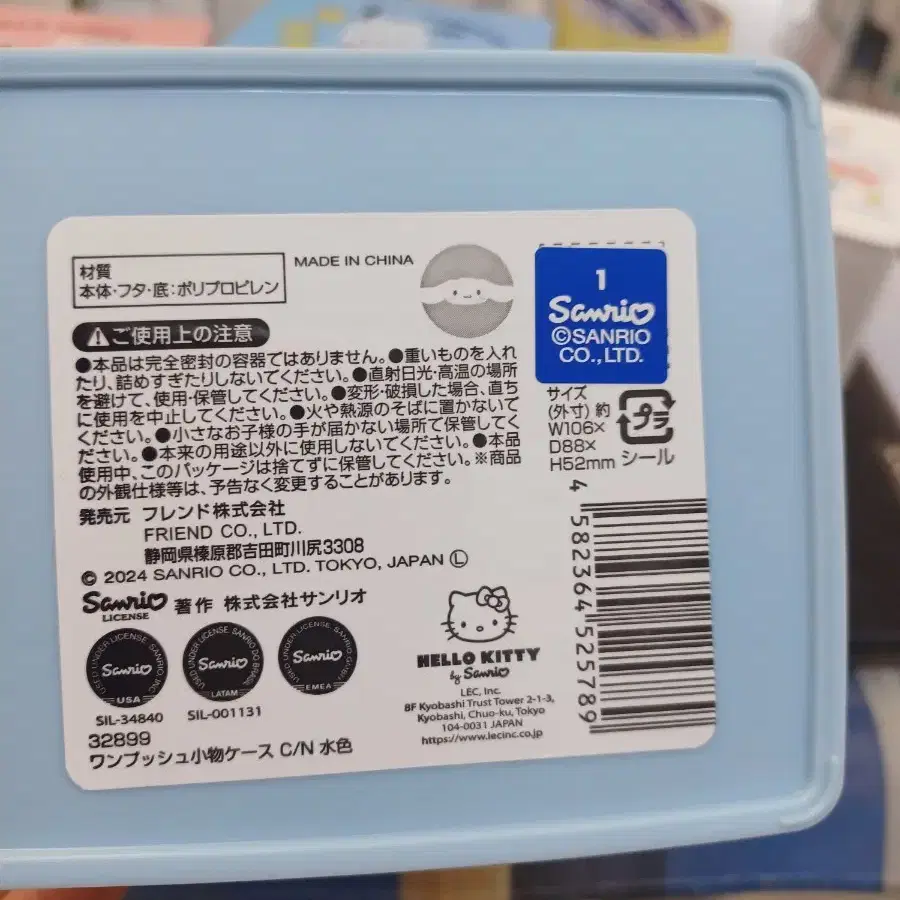 材質
本体・フタ・底：ポリプロピレン
MADE IN CHINA
1
Sanrio
©SANRIO
CO.,LTD.
ご使用上の注意
●本品は完全密封の容器ではありません。●重いものを入れ
たり、詰めすぎたりしないでください。●直射日光・高温の場所
を避けて、使用・保管してください。●変形・破損した場合、直ち
に使用を中止してください。●火や熱源のそばに置かないで
ください。●小さなお子様の手が届かない場所で保管してく
ださい。●本来の用途以外に使用しないでください。●本品
使用中、このパッケージは捨てずに保管してください。※商品
の外観仕様等は、予告なく変更することがあります。
サイズ
(外寸)約
W106×
D88×
H52mm
プラ
シール
発売元 フレンド株式会社
FRIEND CO., LTD.
静岡県榛原郡吉田町川尻3308
© 2024 SANRIO CO., LTD. TOKYO, JAPAN Ⓛ
Sanrio
LICENSE
著作 株式会社サンリオ
USED UNDER LICENSE. SANRIO, INC.
Sanrio
USA
SIL-34840
USED UNDER LICENSE. SANRIO DO BRASIL
Sanrio
LATAM
SIL-001131
USED UNDER LICENSE. SANRIO GMBH
Sanrio
EMEA
32899
ワンプッシュ小物ケース C/N 水色
HELLO KITTY
by Sanrio
LEC, Inc.
8F Kyobashi Trust Tower 2-1-3,
Kyobashi, Chuo-ku, Tokyo
104-0031 JAPAN
https://www.lecinc.co.jp
4 582364 525789